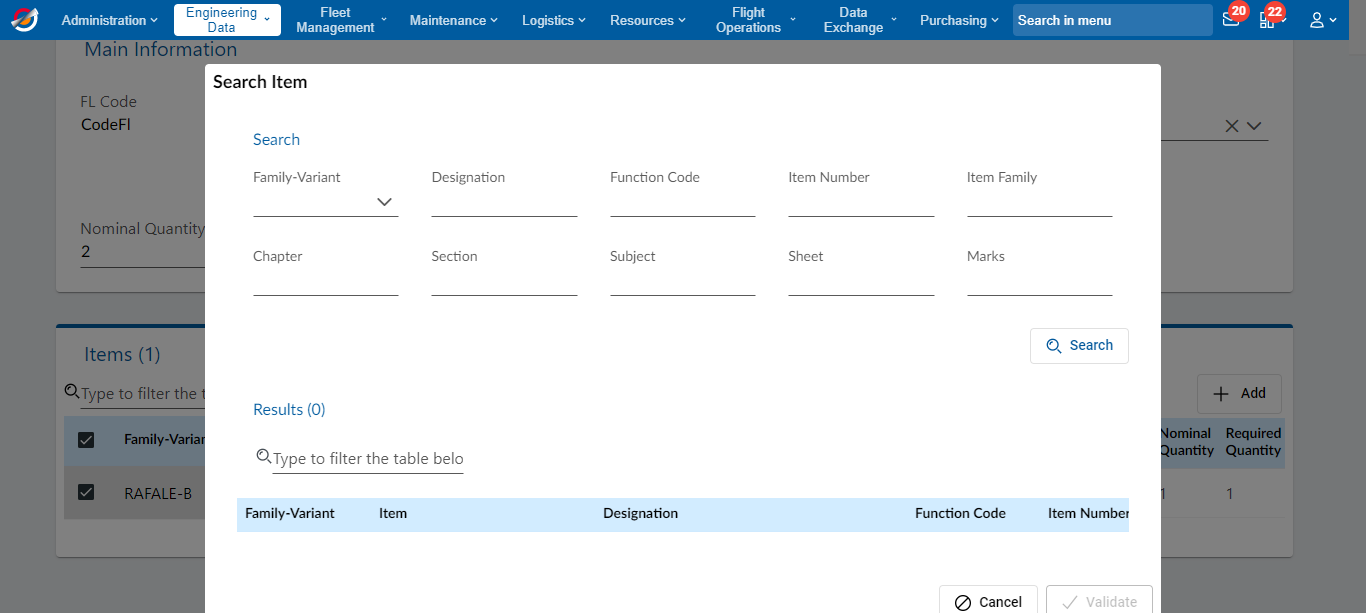 Administration
Engineering
Data
Fleet
Management
Maintenance
Logistics
Resources
Flight
Operations
Data
Exchange
Purchasing
Search in menu
20
22
Main Information
Search Item
FL Code
CodeFl
Search
Family-Variant Designation Function Code Item Number Item Family
Nominal Quantity
2
Chapter Section Subject Sheet Marks
Search
Items (1)
Type to filter the t
Add
Results (0)
Type to filter the table belo
Family-Varian
Nominal
Quantity
Required
Quantity
RAFALE-B
1 1
Family-Variant Item Designation Function Code Item Number
Cancel Validate